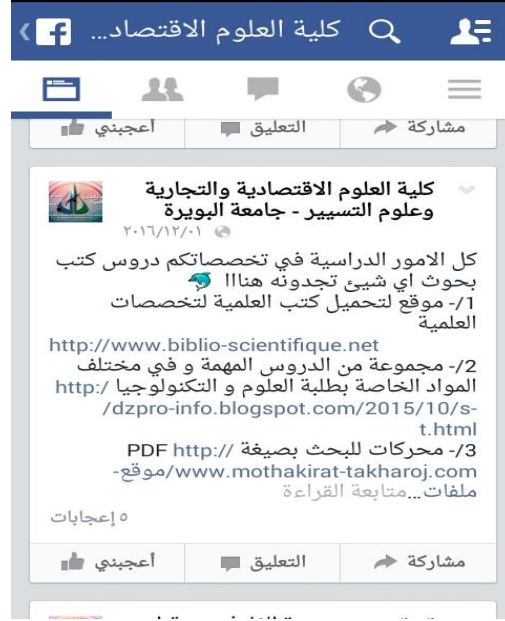 كلية العلوم الاقتصاد...
مشاركة التعليق أعجبني
كلية العلوم الاقتصادية والتجارية
وعلوم التسيير - جامعة البويرة
٢٠١٦/١٢/٠١
كل الامور الدراسية في تخصصاتكم دروس كتب
بحوث اي شيئ تجدونه هنااا
1/- موقع لتحميل كتب العلمية لتخصصات
العلمية
http://www.biblio-scientifique.net
2/- مجموعة من الدروس المهمة و في مختلف
المواد الخاصة بطلبة العلوم و التكنولوجيا http:/
/dzpro-info.blogspot.com/2015/10/s-
t.html
3/- محركات للبحث بصيغة PDF http://
www.mothakirat-takharoj.com/موقع-
ملفات...متابعة القراءة
٥ إعجابات
مشاركة التعليق أعجبني